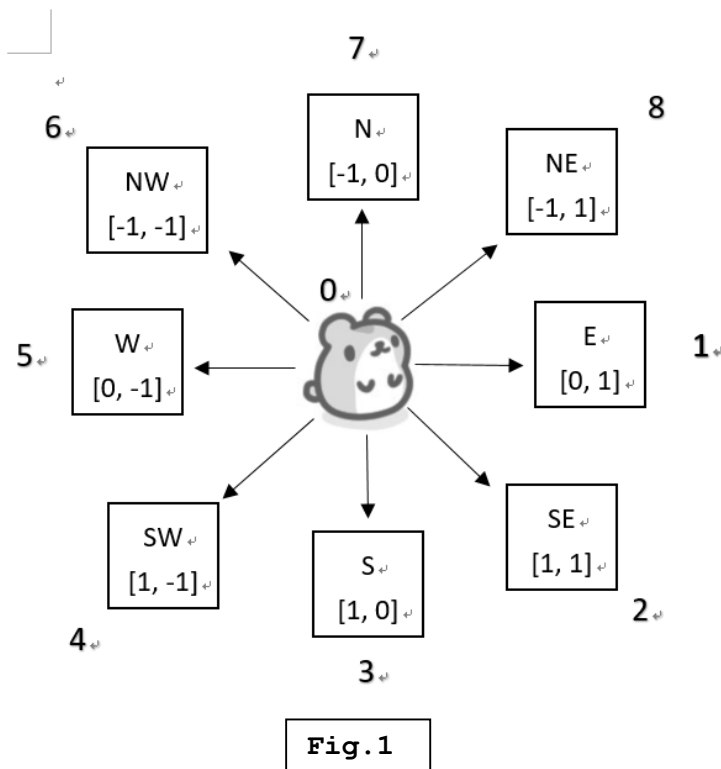 7
8
6
N
[-1, 0]
NE
[-1, 1]
NW
[-1, -1]
0
5
W
[0, -1]
E
[0, 1]
1
SW
[1, -1]
S
[1, 0]
SE
[1, 1]
4
2
3
Fig.1